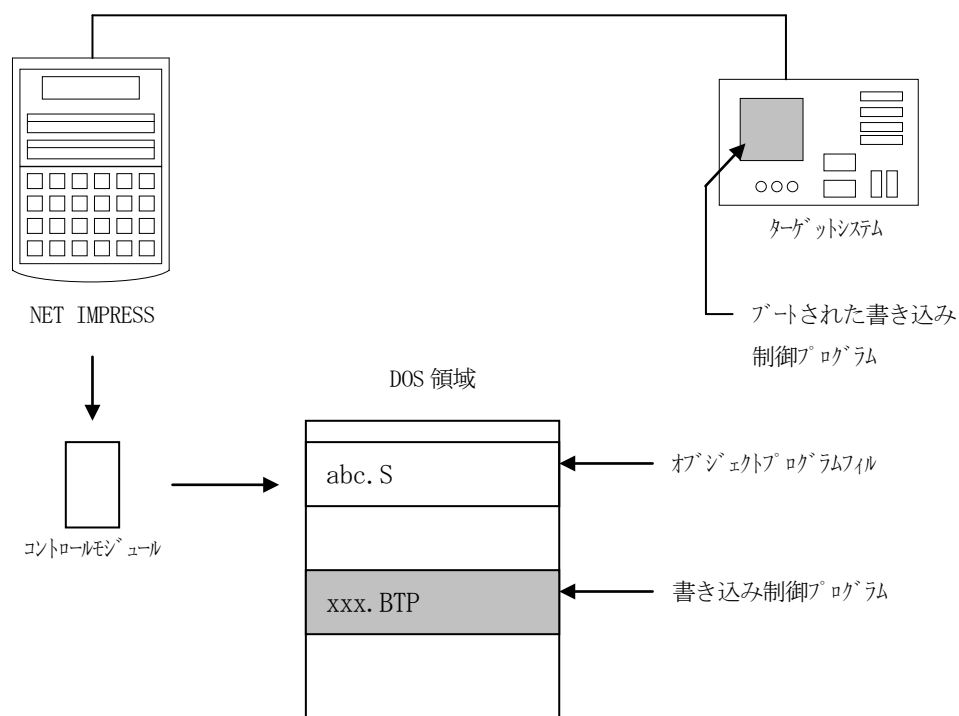 ﾀｰｹﾞｯﾄｼｽﾃﾑ
NET IMPRESS
ﾌﾞｰﾄされた書き込み
制御ﾌﾟﾛｸﾞﾗﾑ
DOS 領域
abc.S
ｵﾌﾞｼﾞｪｸﾄﾌﾟﾛｸﾞﾗﾑﾌｨﾙ
ｺﾝﾄﾛｰﾙﾓｼﾞｭｰﾙ
xxx.BTP
書き込み制御ﾌﾟﾛｸﾞﾗﾑ